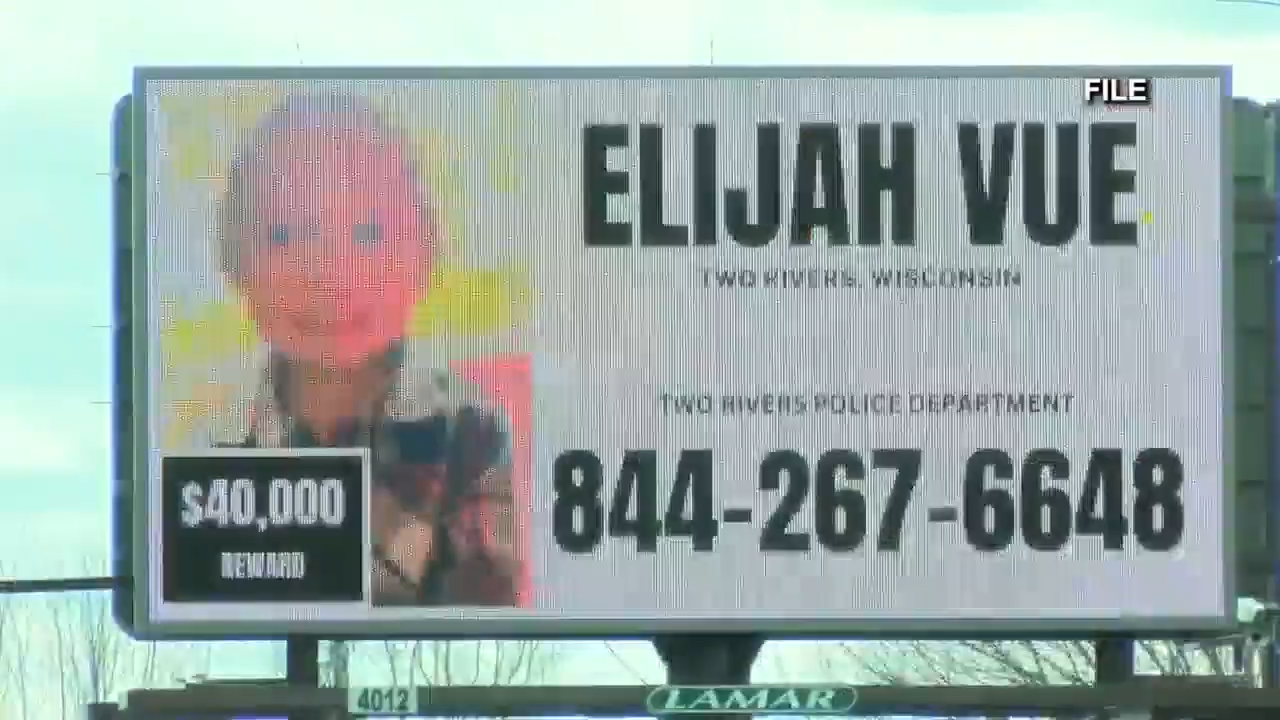 FILE
ELIJAH VUE
TWO RIVERS, WISCONSIN
TWO RIVERS POLICE DEPARTMENT
844-267-6648
$40,000
REWARD
4012
LAMAR